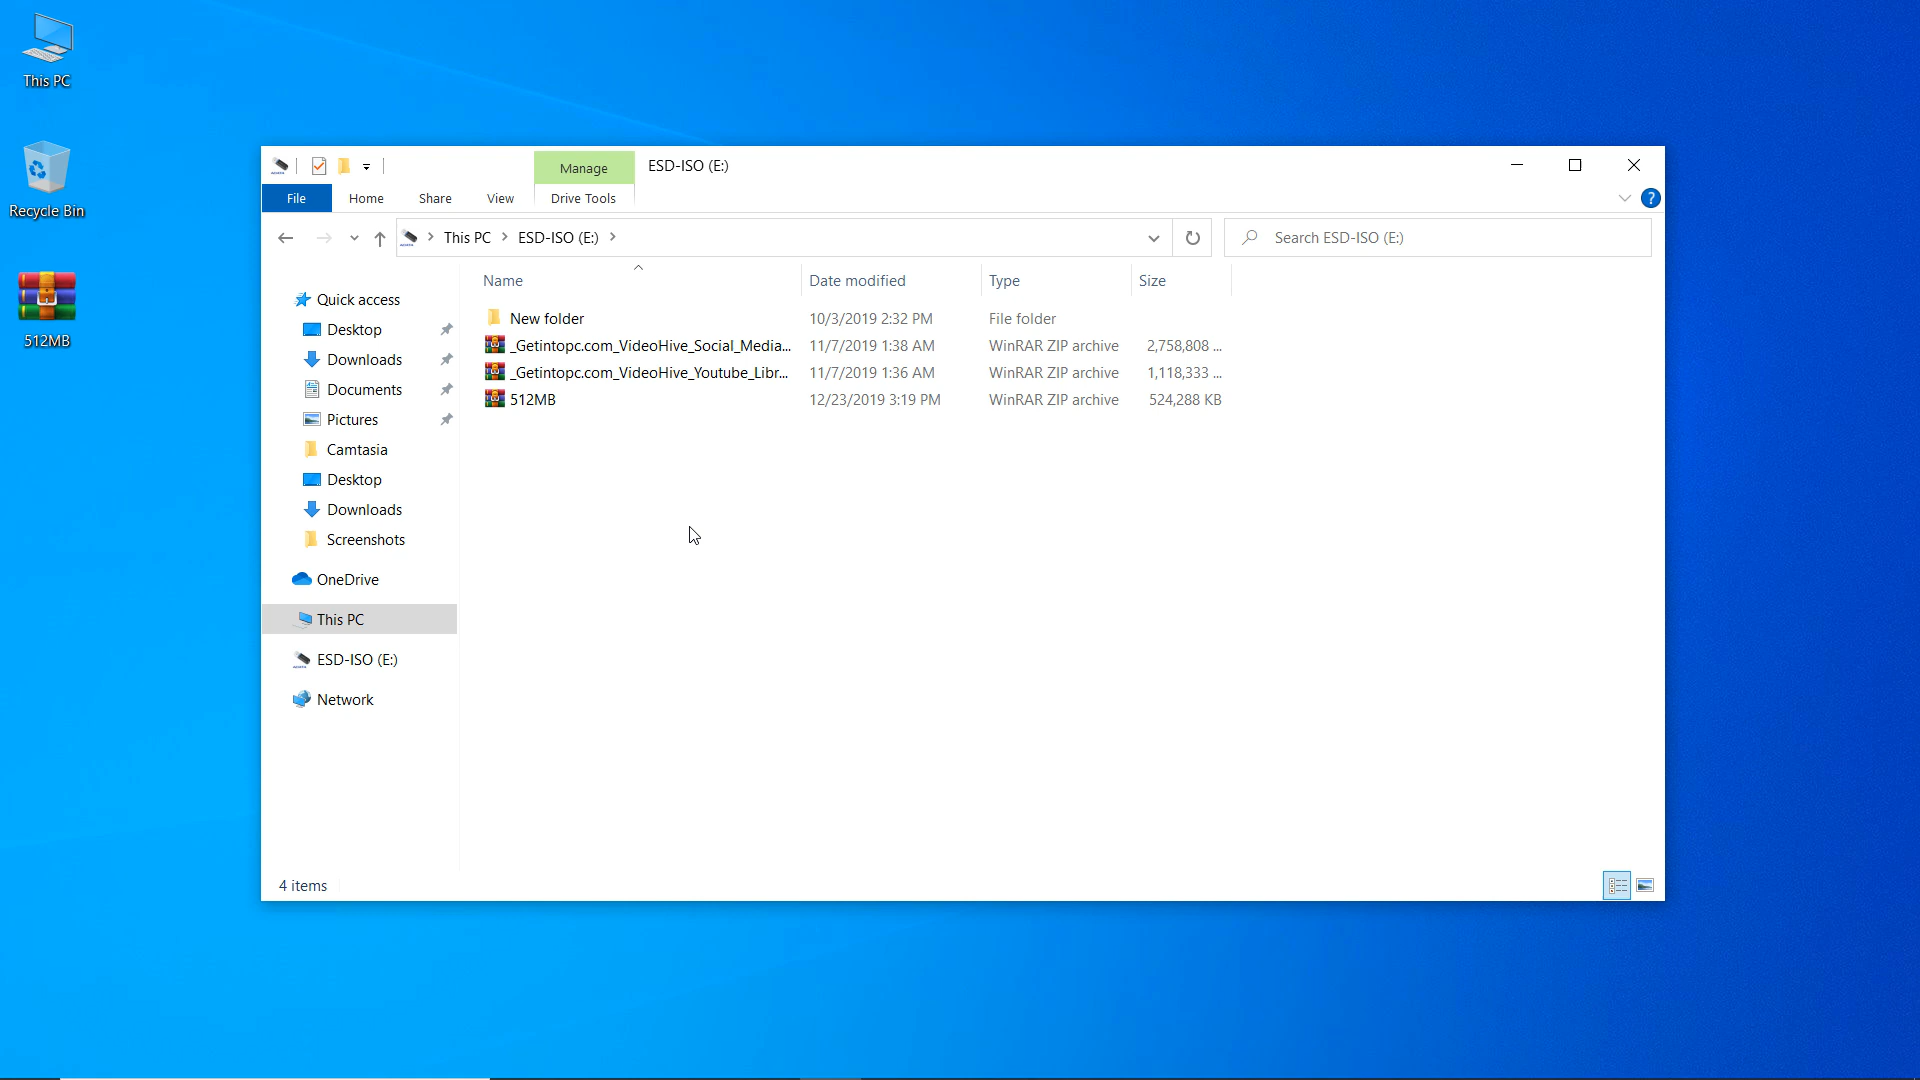 This PC
Recycle Bin
512MB
Manage
ESD-ISO (E:)
File
Home
Share
View
Drive Tools
?
This PC
ESD-ISO (E:)
Search ESD-ISO (E:)
Quick access
Desktop
Downloads
Documents
Pictures
Camtasia
Desktop
Downloads
Screenshots
OneDrive
This PC
ESD-ISO (E:)
Network
Name Date modified Type Size
New folder 10/3/2019 2:32 PM File folder
_Getintopc.com_VideoHive_Social_Media... 11/7/2019 1:38 AM WinRAR ZIP archive 2,758,808 ...
_Getintopc.com_VideoHive_Youtube_Libr... 11/7/2019 1:36 AM WinRAR ZIP archive 1,118,333 ...
512MB 12/23/2019 3:19 PM WinRAR ZIP archive 524,288 KB
4 items